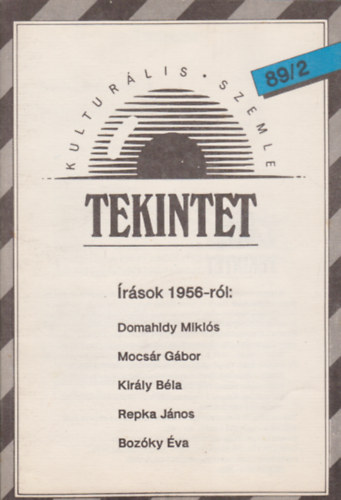 89/2
KULTURÁLIS • SZEMLE
TEKINTET
Írások 1956-ról:
Domahidy Miklós
Mocsár Gábor
Király Béla
Repka János
Bozóky Éva